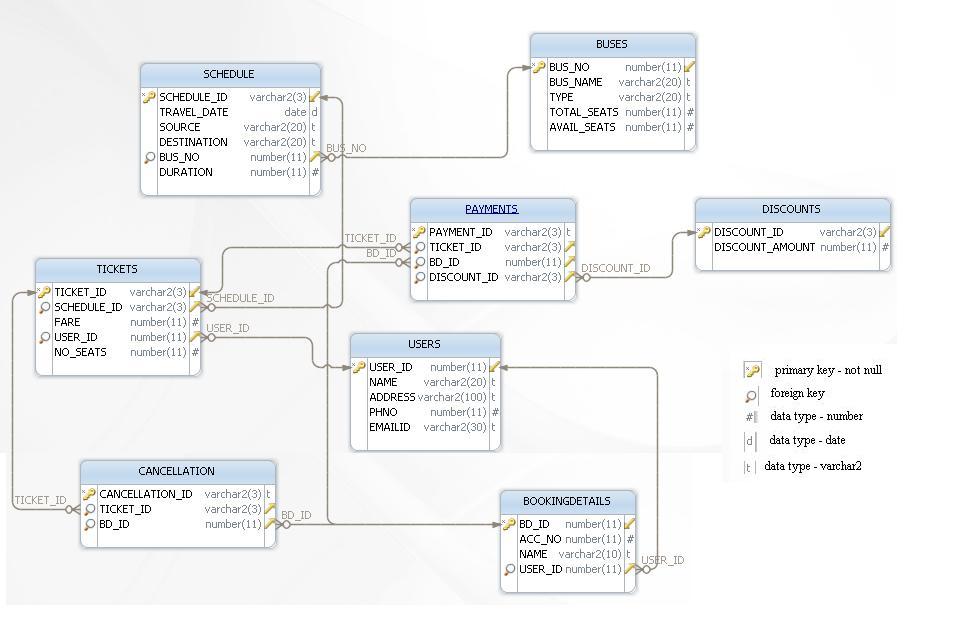 BUSES
BUS_NO number(11)
BUS_NAME varchar2(20) t
TYPE varchar2(20) t
TOTAL_SEATS number(11) #
AVAIL_SEATS number(11) #
SCHEDULE
SCHEDULE_ID varchar2(3)
TRAVEL_DATE date d
SOURCE varchar2(20) t
DESTINATION varchar2(20) t
BUS_NO number(11)
DURATION number(11) #
BUS_NO
PAYMENTS
PAYMENT_ID varchar2(3) t
TICKET_ID varchar2(3)
BD_ID number(11)
DISCOUNT_ID varchar2(3)
TICKET_ID
BD_ID
DISCOUNT_ID
DISCOUNTS
DISCOUNT_ID varchar2(3)
DISCOUNT_AMOUNT number(11) #
TICKETS
TICKET_ID varchar2(3)
SCHEDULE_ID varchar2(3)
FARE number(11) #
USER_ID number(11)
NO_SEATS number(11) #
SCHEDULE_ID
USER_ID
USERS
USER_ID number(11)
NAME varchar2(20) t
ADDRESS varchar2(100) t
PHNO number(11) #
EMAILID varchar2(30) t
primary key - not null
foreign key
# data type - number
d data type - date
t data type - varchar2
CANCELLATION
CANCELLATION_ID varchar2(3) t
TICKET_ID varchar2(3)
BD_ID number(11)
TICKET_ID
BD_ID
BOOKINGDETAILS
BD_ID number(11)
ACC_NO number(11) #
NAME varchar2(10) t
USER_ID number(11)
USER_ID